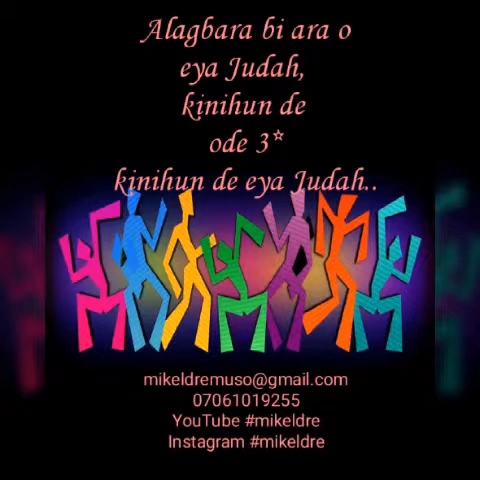 Alagbara bi ara o
eya Judah,
kinihun de
ode 3*
kinihun de eya Judah..
mikeldremuso@gmail.com
07061019255
YouTube #mikeldre
Instagram #mikeldre